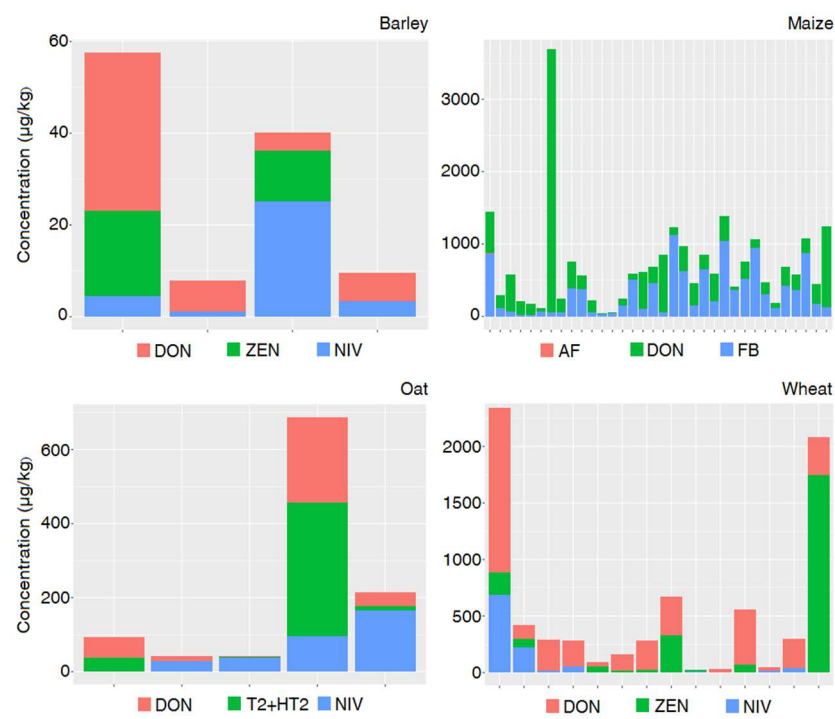 Barley
Concentration (µg/kg)
60
40
20
0
DON ZEN NIV
Maize
3000
2000
1000
0
AF DON FB
Oat
Concentration (µg/kg)
600
400
200
0
DON T2+HT2 NIV
Wheat
2000
1500
1000
500
0
DON ZEN NIV